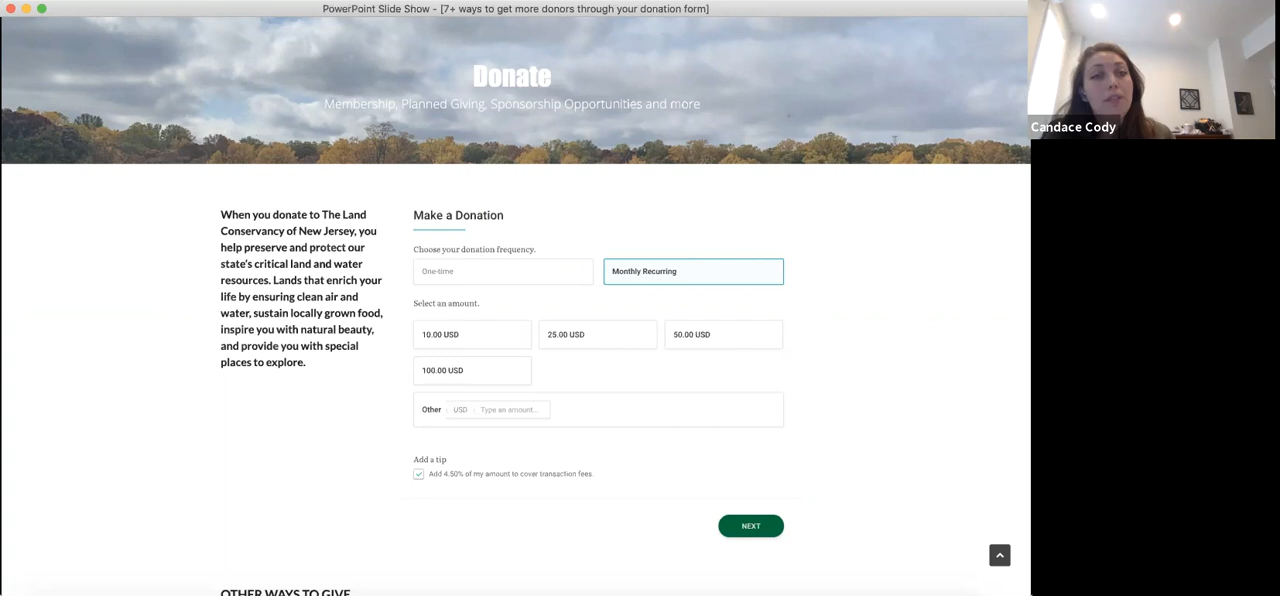 PowerPoint Slide Show - [7+ ways to get more donors through your donation form]
Donate
Membership, Planned Giving, Sponsorship Opportunities and more
Candace Cody
When you donate to The Land
Conservancy of New Jersey, you
help preserve and protect our
state's critical land and water
resources. Lands that enrich your
life by ensuring clean air and
water, sustain locally grown food,
inspire you with natural beauty,
and provide you with special
places to explore.
Make a Donation
Choose your donation frequency.
One-time
Monthly Recurring
Select an amount.
10.00 USD
25.00 USD
50.00 USD
100.00 USD
Other USD Type an amount...
Add a tip
Add 4.50% of my amount to cover transaction fees.
NEXT
OTHER WAYS TO GIVE